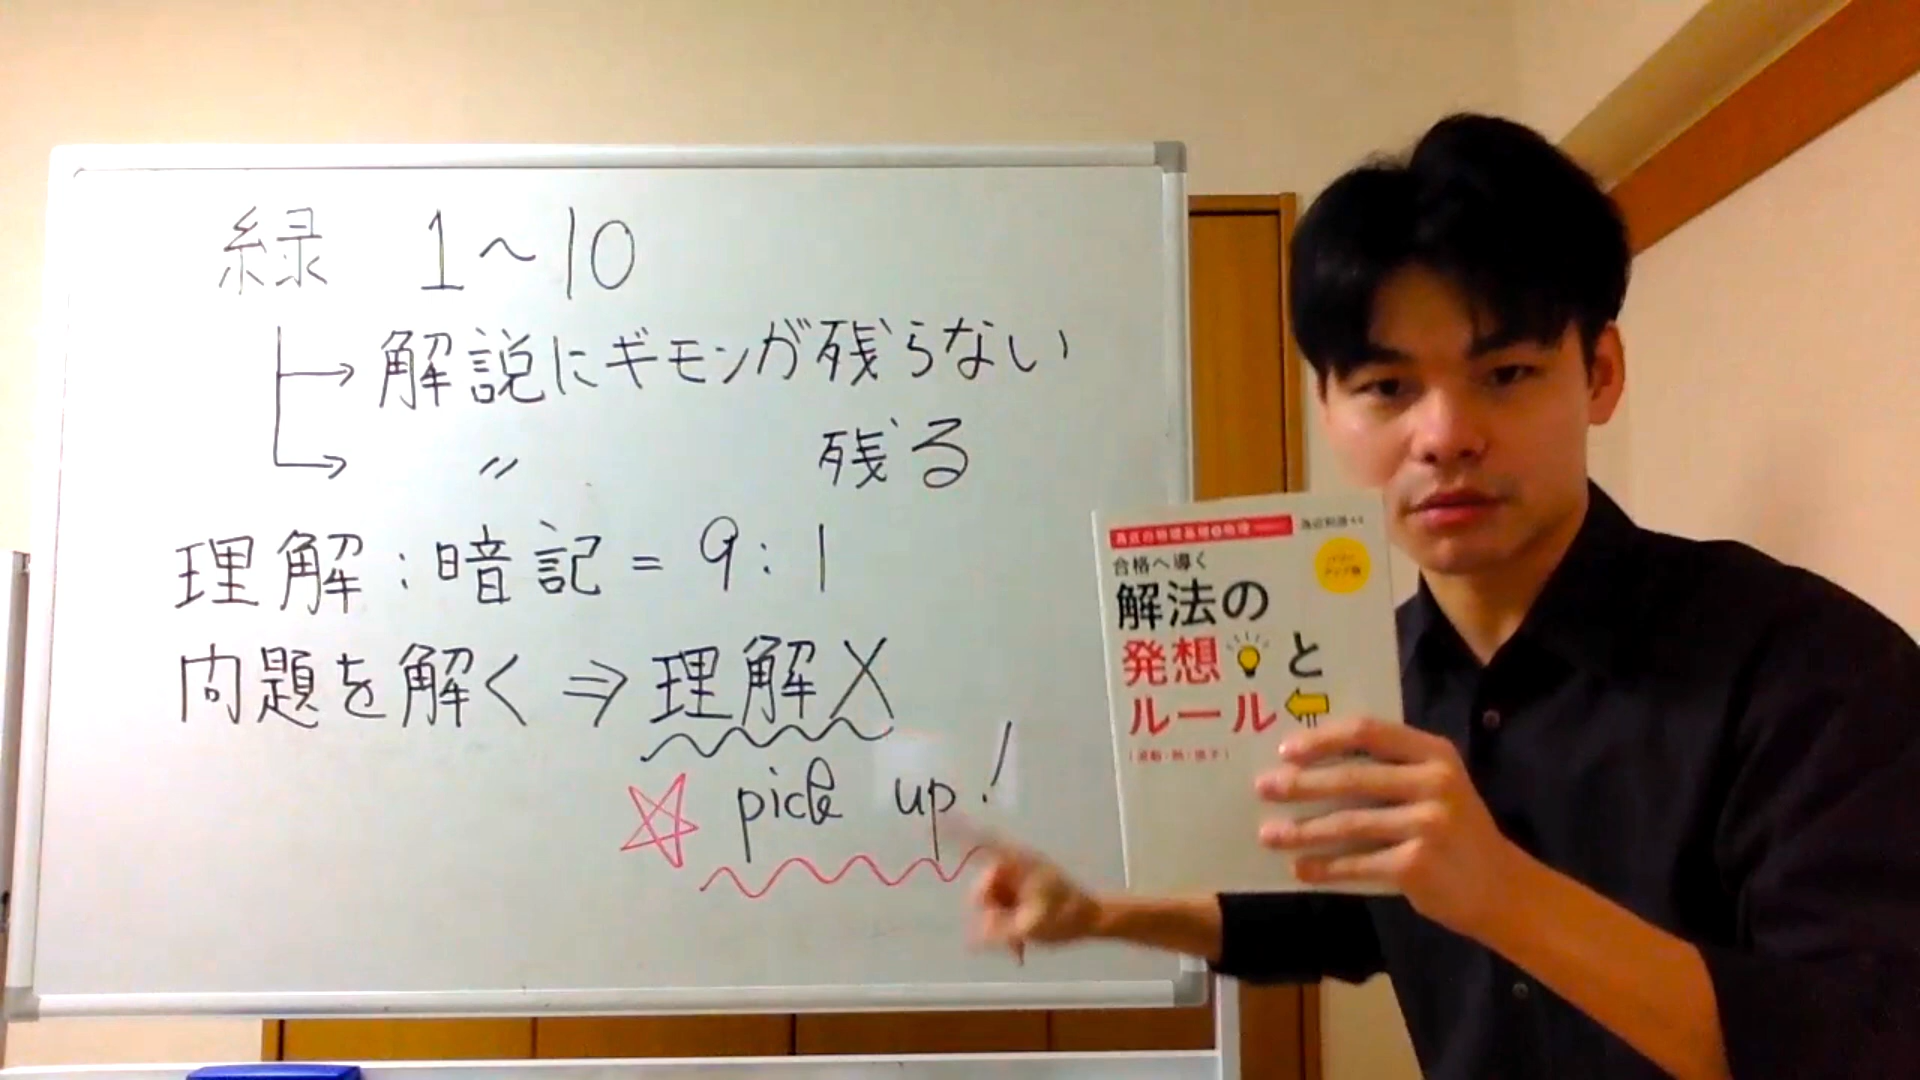 緑 1~10
→解説にギモンが残らない
→ 〃 残る
理解:暗記=9:1
問題を解く⇒理解X
☆ pick up!
合格へ導く
解法の
発想と
ルール